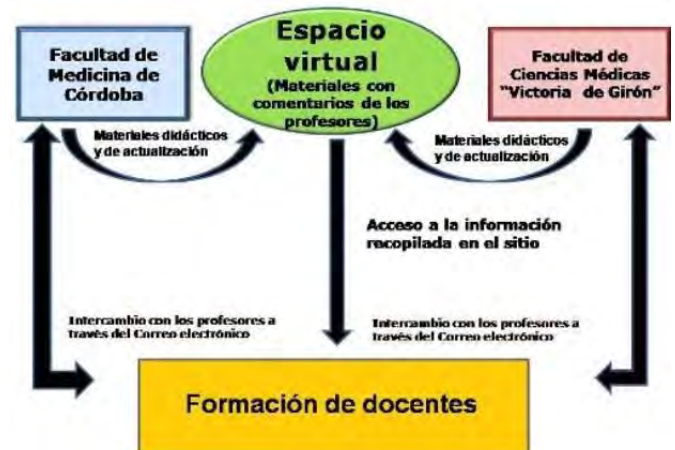 Facultad de
Medicina de
Córdoba
Espacio
virtual
(Materiales con
comentarios de los
profesores)
Facultad de
Ciencias Médicas
"Victoria de Girón"
Materiales didácticos
y de actualización
Materiales didácticos
y de actualización
Acceso a la información
recopilada en el sitio
Intercambio con los profesores a
través del Correo electrónico
Intercambio con los profesores a
través del Correo electrónico
Formación de docentes